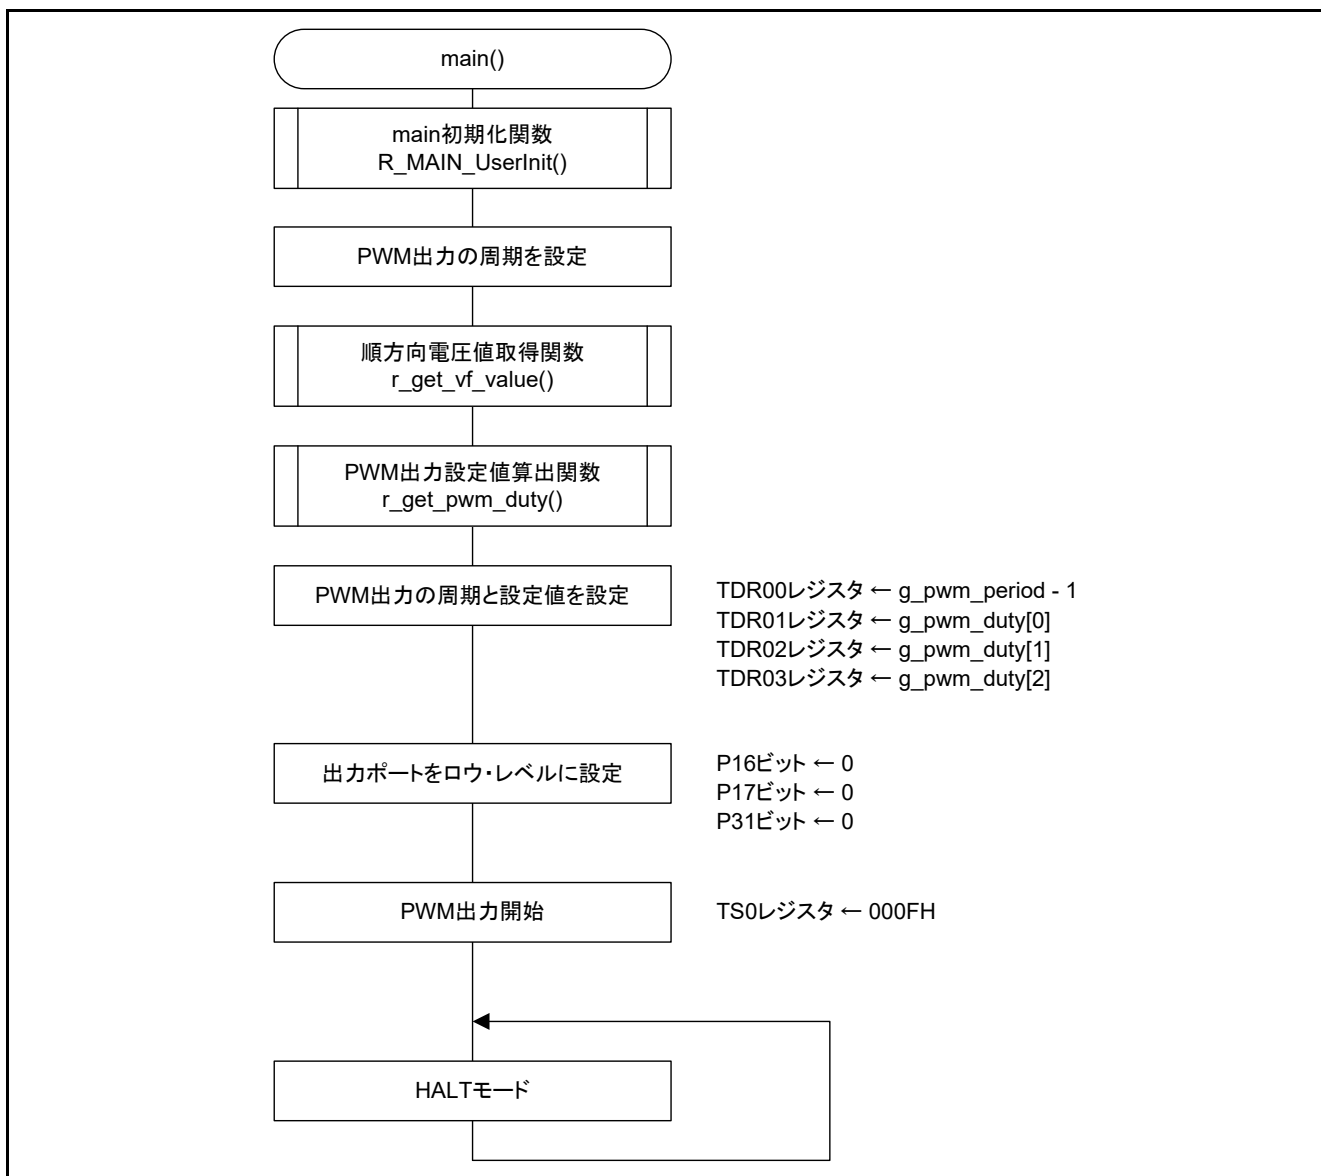 main()
main初期化関数
R_MAIN_UserInit()
PWM出力の周期を設定
順方向電圧値取得関数
r_get_vf_value()
PWM出力設定値算出関数
r_get_pwm_duty()
PWM出力の周期と設定値を設定
TDR00レジスタ ← g_pwm_period - 1
TDR01レジスタ ← g_pwm_duty[0]
TDR02レジスタ ← g_pwm_duty[1]
TDR03レジスタ ← g_pwm_duty[2]
出力ポートをロウ・レベルに設定
P16ビット ← 0
P17ビット ← 0
P31ビット ← 0
PWM出力開始
TS0レジスタ ← 000FH
HALTモード